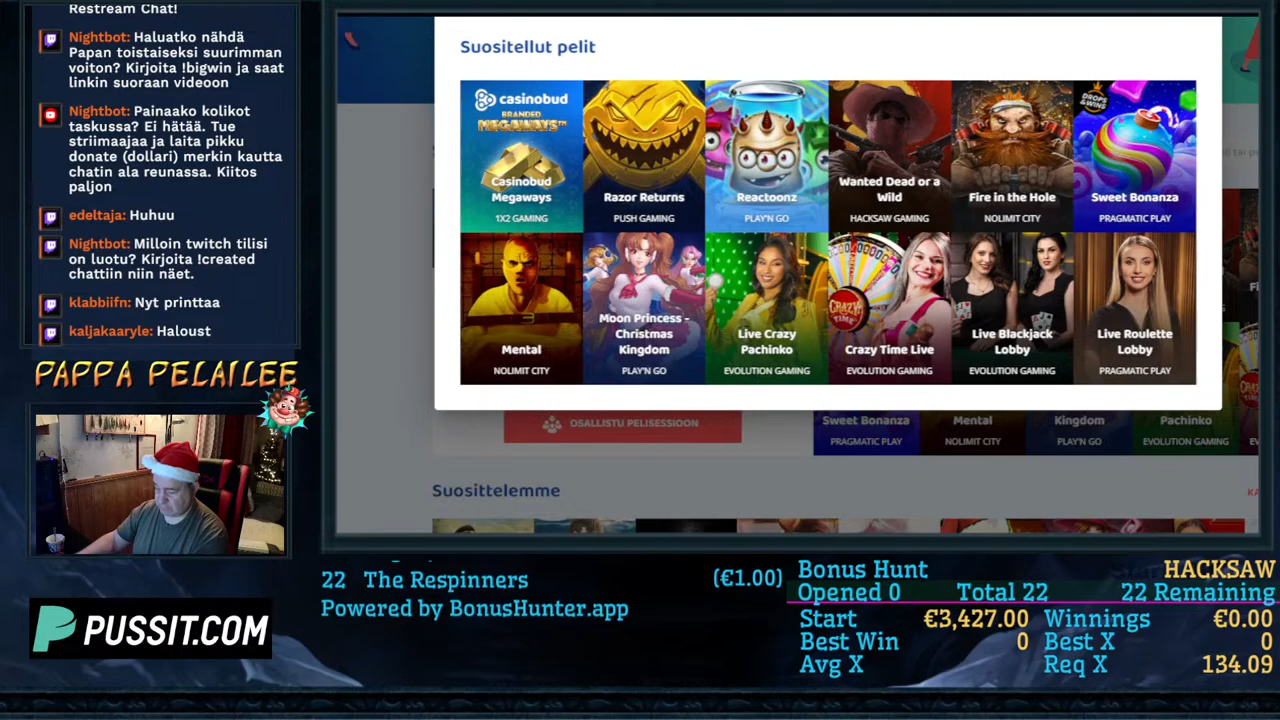 Restream Chat!
Nightbot: Haluatko nähdä
Papan toistaiseksi suurimman
voiton? Kirjoita !bigwin ja saat
linkin suoraan videoon
Nightbot: Painaako kolikot
taskussa? Ei hätää. Tue
striimaajaa ja laita pikku
donate (dollari) merkin kautta
chatin ala reunassa. Kiitos
paljon
edeltaja: Huhuu
Nightbot: Milloin twitch tilisi
on luotu? Kirjoita !created
chattiin niin näet.
klabbiifn: Nyt printtaa
kaljakaaryle: Haloust
PAPPA PELAILEE
PUSSIT.COM
Suositellut pelit
casinobud
BRANDED
MEGAWAYS™
Casinobud
Megaways
1X2 GAMING
Razor Returns
PUSH GAMING
Reactoonz
PLAY'N GO
Wanted Dead or a
Wild
HACKSAW GAMING
Fire in the Hole
NOLIMIT CITY
DROPS
&WINS
Sweet Bonanza
PRAGMATIC PLAY
Mental
NOLIMIT CITY
Moon Princess -
Christmas
Kingdom
PLAY'N GO
Live Crazy
Pachinko
EVOLUTION GAMING
CRAZY
TIME
Crazy Time Live
EVOLUTION GAMING
Live Blackjack
Lobby
EVOLUTION GAMING
Live Roulette
Lobby
PRAGMATIC PLAY
OSALLISTU PELISESSIOON
Sweet Bonanza
PRAGMATIC PLAY
Mental
NOLIMIT CITY
Kingdom
PLAY'N GO
Pachinko
EVOLUTION GAMING
Suosittelemme
22 The Respinners (€1.00)
Powered by BonusHunter.app
Bonus Hunt HACKSAW
Opened 0 Total 22 22 Remaining
Start €3,427.00 Winnings €0.00
Best Win 0 Best X 0
Avg X Req X 134.09